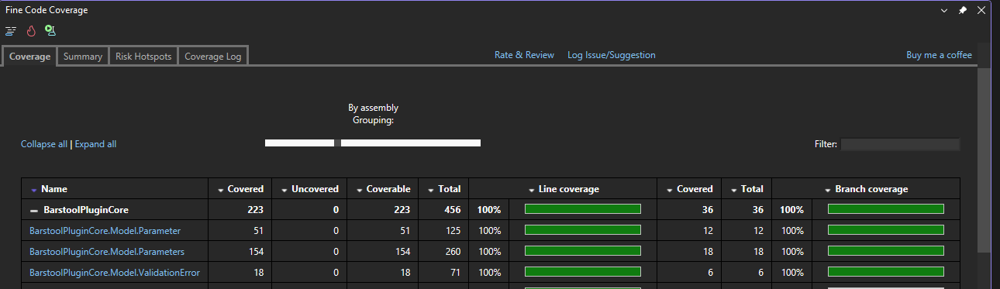 Fine Code Coverage
Coverage Summary Risk Hotspots Coverage Log Rate & Review Log Issue/Suggestion Buy me a coffee
By assembly
Grouping:
Collapse all | Expand all Filter:
Name Covered Uncovered Coverable Total Line coverage Covered Total Branch coverage
BarstoolPluginCore 223 0 223 456 100% 36 36 100%
BarstoolPluginCore.Model.Parameter 51 0 51 125 100% 12 12 100%
BarstoolPluginCore.Model.Parameters 154 0 154 260 100% 18 18 100%
BarstoolPluginCore.Model.ValidationError 18 0 18 71 100% 6 6 100%